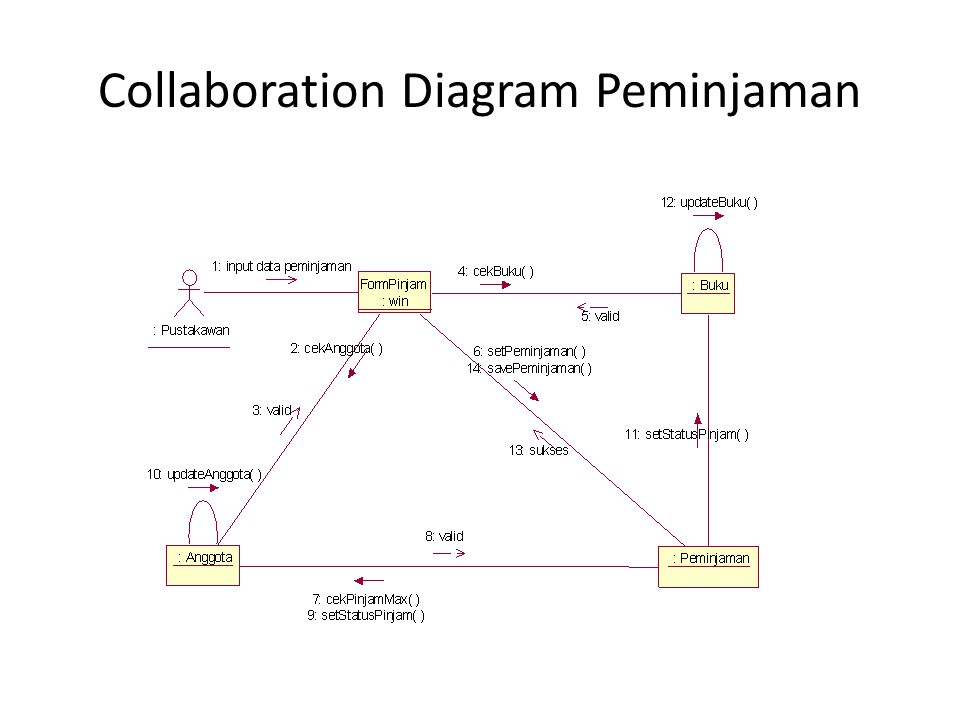 Collaboration Diagram Peminjaman
12: updateBuku( )
1: input data peminjaman
4: cekBuku( )
FormPinjam
: win
: Buku
5: valid
: Pustakawan
2: cekAnggota( )
6: setPeminjaman( )
14: savePeminjaman( )
3: valid
11: setStatusPinjam( )
13: sukses
10: updateAnggota( )
8: valid
: Anggota
: Peminjaman
7: cekPinjamMax( )
9: setStatusPinjam( )